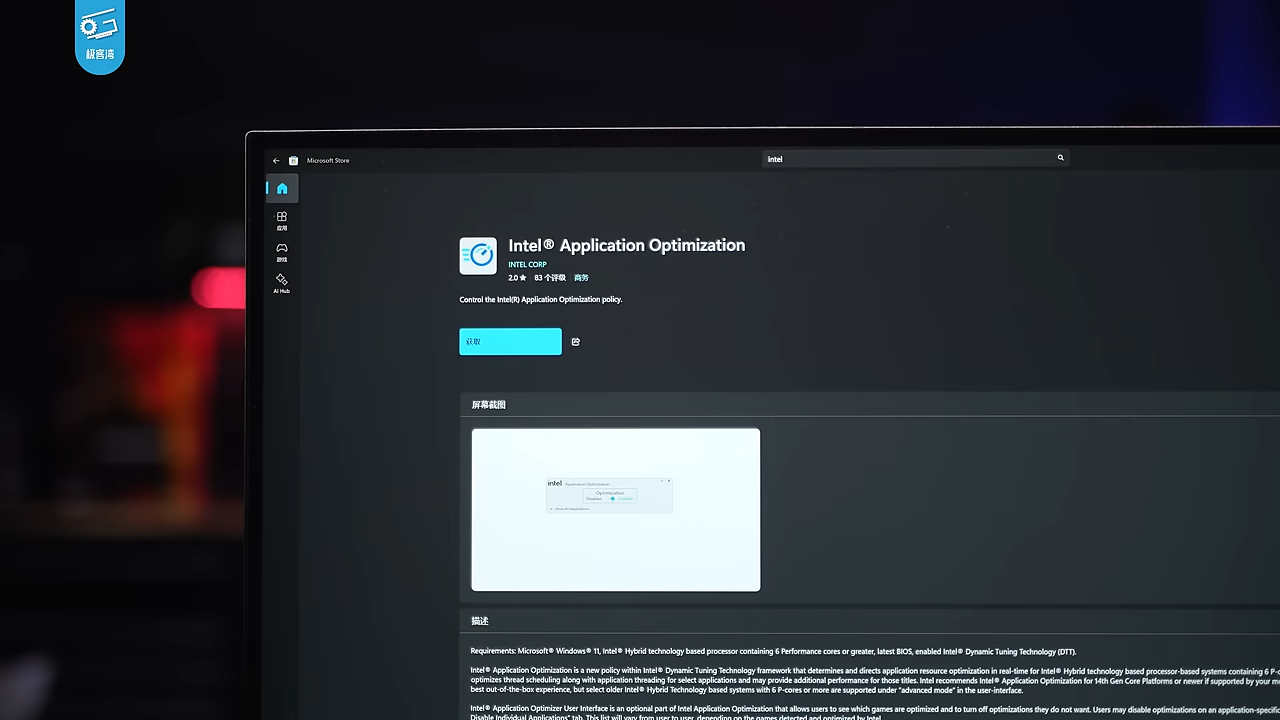 极客湾
Microsoft Store
intel
应用
游戏
AI Hub
Intel® Application Optimization
INTEL CORP
2.0★ 83 个评级 商务
Control the Intel(R) Application Optimization policy.
获取
屏幕截图
intel Application Optimization
Optimization
Disabled Enabled
描述
Requirements: Microsoft® Windows® 11, Intel® Hybrid technology based processor containing 6 Performance cores or greater, latest BIOS, enabled Intel® Dynamic Tuning Technology (DTT).
Intel® Application Optimization is a new policy within Intel® Dynamic Tuning Technology framework that determines and directs application resource optimization in real-time for Intel® Hybrid technology based processor-based systems containing 6 P-c
optimizes thread scheduling along with application threading for select applications and may provide additional performance for those titles. Intel recommends Intel® Application Optimization for 14th Gen Core Platforms or newer if supported by your mo
best out-of-the-box experience, but select older Intel® Hybrid Technology based systems with 6 P-cores or more are supported under "advanced mode" in the user-interface.
Intel® Application Optimizer User Interface is an optional part of Intel Application Optimization that allows users to see which games are optimized and to turn off optimizations they do not want. Users may disable optimizations on an application-specifi
Disable Individual Applications" tab. This list will vary from user to user, depending on the games detected and optimized by Intel.